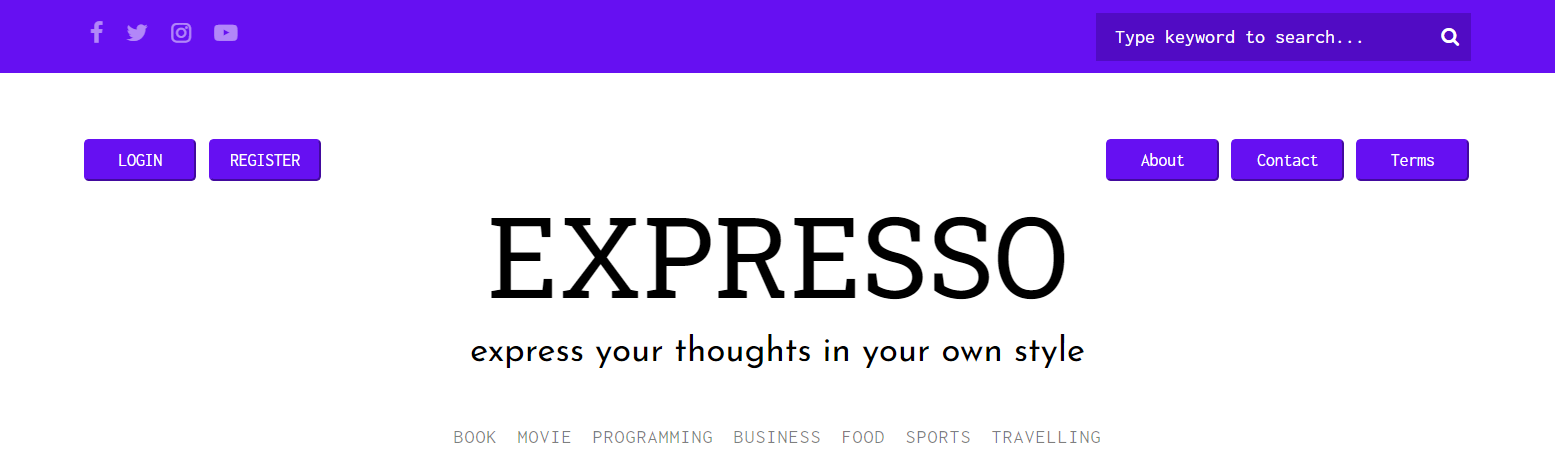 Type keyword to search...
LOGIN REGISTER About Contact Terms
EXPRESSO
express your thoughts in your own style
BOOK MOVIE PROGRAMMING BUSINESS FOOD SPORTS TRAVELLING